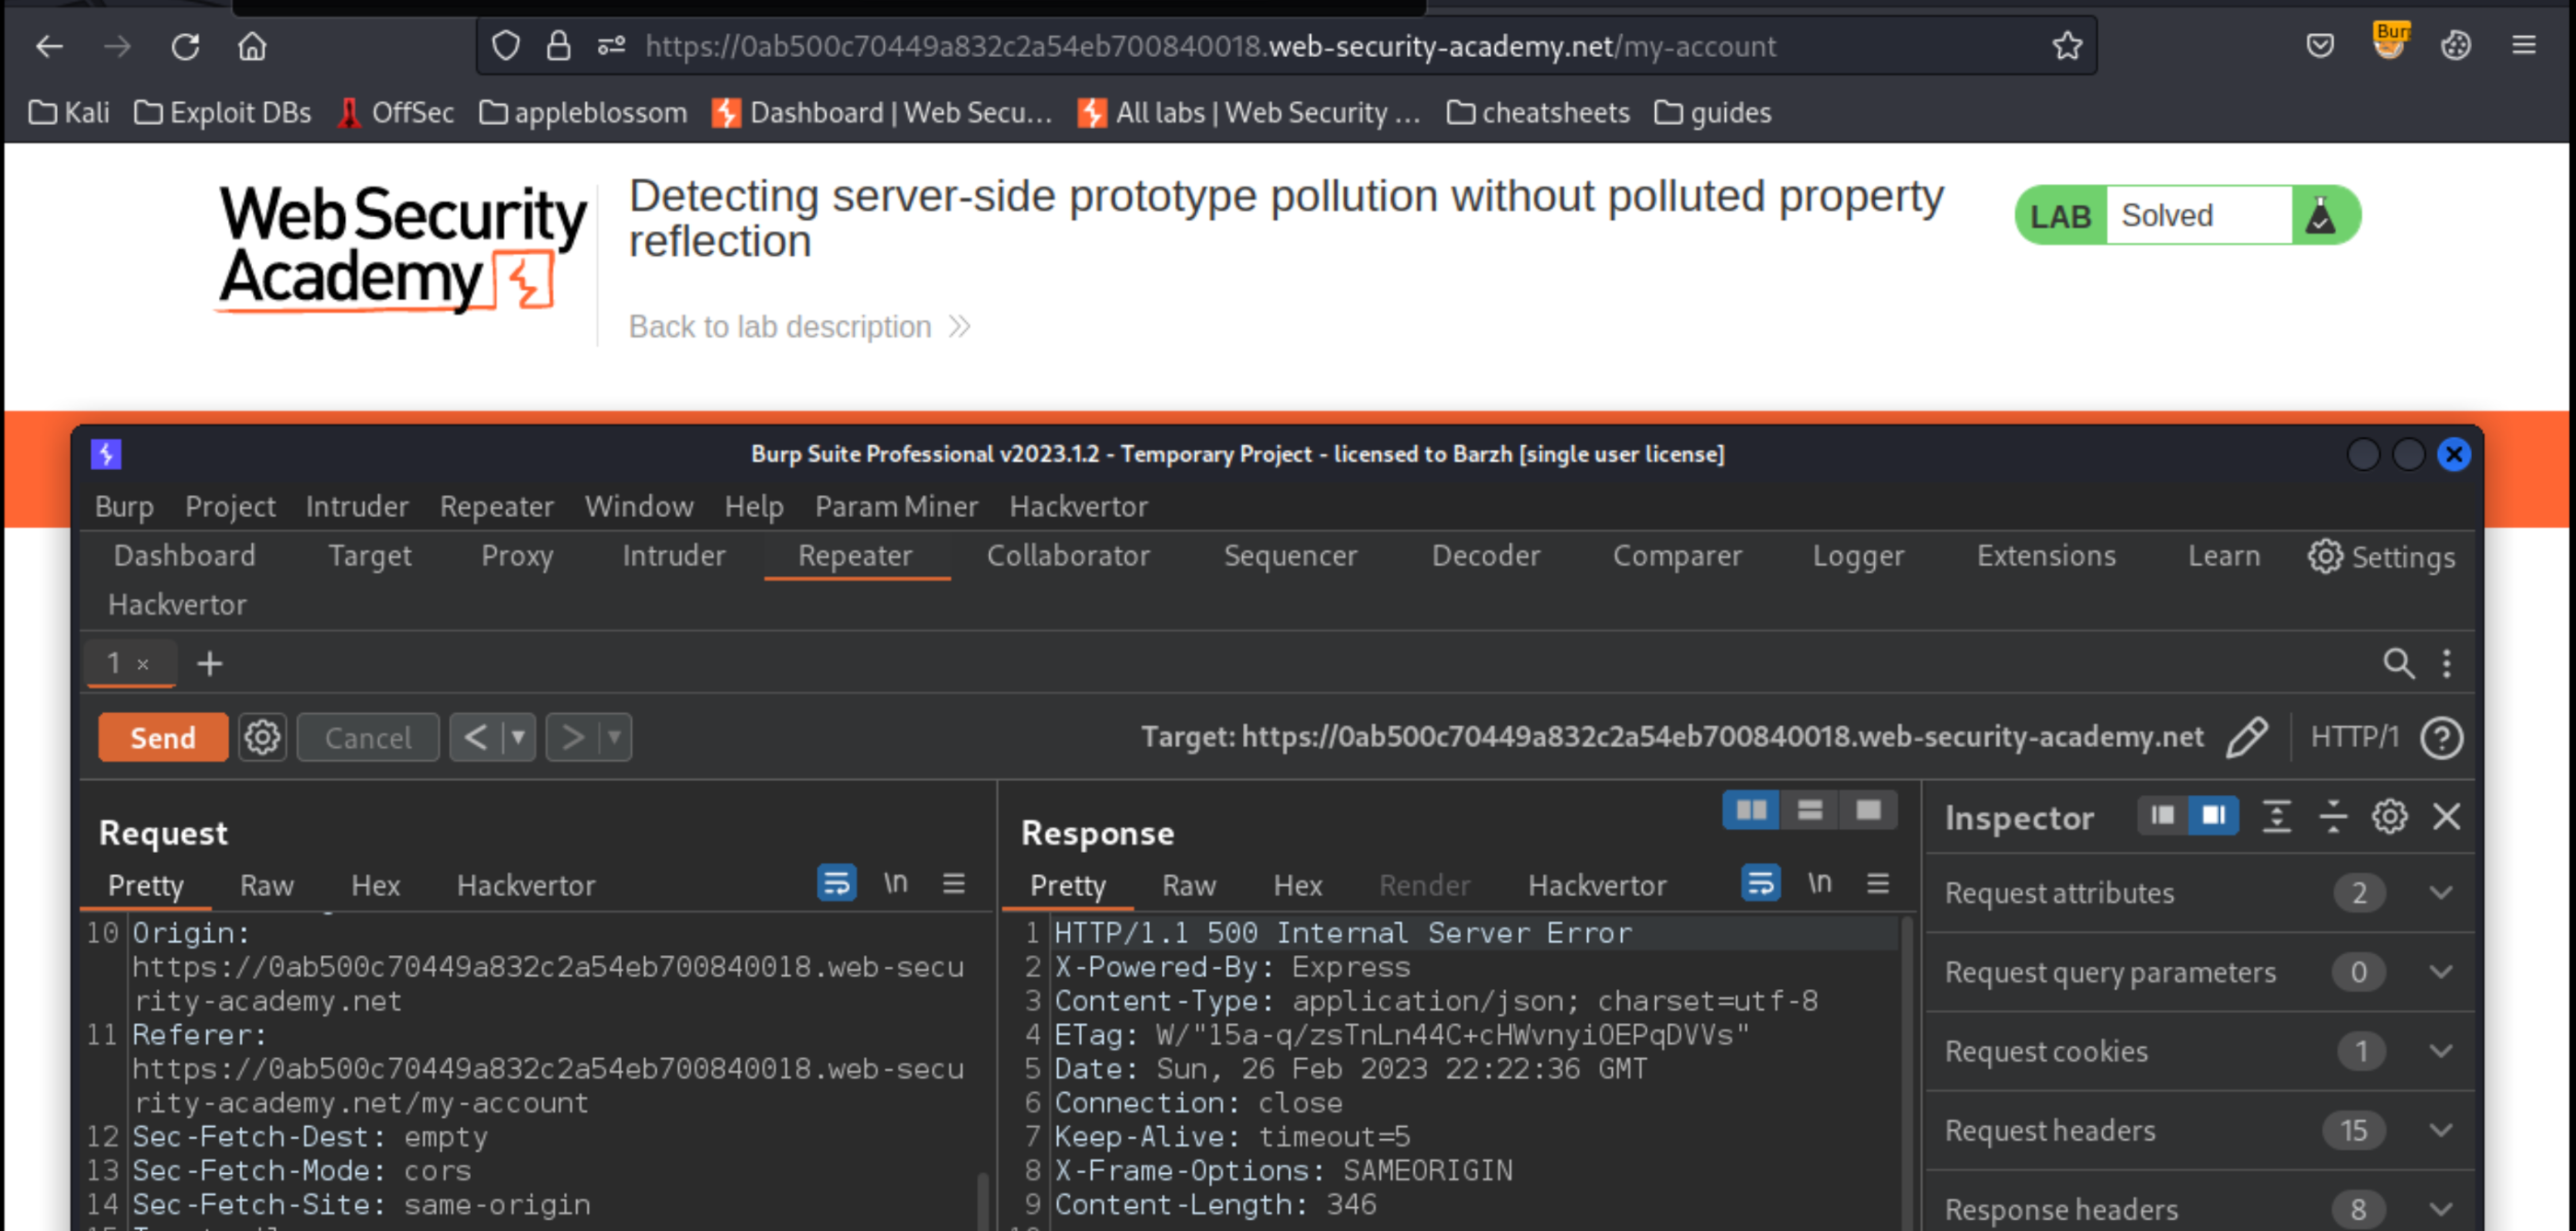 https://0ab500c70449a832c2a54eb700840018.web-security-academy.net/my-account
Bur
Kali Exploit DBs OffSec appleblossom Dashboard | Web Secu... All labs | Web Security ... cheatsheets guides
Web Security
Academy
Detecting server-side prototype pollution without polluted property
reflection
LAB Solved
Back to lab description
Burp Suite Professional v2023.1.2 - Temporary Project - licensed to Barzh [single user license]
Burp Project Intruder Repeater Window Help Param Miner Hackvertor
Dashboard Target Proxy Intruder Repeater Collaborator Sequencer Decoder Comparer Logger Extensions Learn Settings
Hackvertor
1 × +
Send Cancel < ▼ > ▼ Target: https://0ab500c70449a832c2a54eb700840018.web-security-academy.net HTTP/1 ?
Request
Pretty Raw Hex Hackvertor \n
10 Origin:
https://0ab500c70449a832c2a54eb700840018.web-secu
rity-academy.net
11 Referer:
https://0ab500c70449a832c2a54eb700840018.web-secu
rity-academy.net/my-account
12 Sec-Fetch-Dest: empty
13 Sec-Fetch-Mode: cors
14 Sec-Fetch-Site: same-origin
Response
Pretty Raw Hex Render Hackvertor \n
1 HTTP/1.1 500 Internal Server Error
2 X-Powered-By: Express
3 Content-Type: application/json; charset=utf-8
4 ETag: W/"15a-q/zsTnLn44C+cHWvnyiOEPqDVVs"
5 Date: Sun, 26 Feb 2023 22:22:36 GMT
6 Connection: close
7 Keep-Alive: timeout=5
8 X-Frame-Options: SAMEORIGIN
9 Content-Length: 346
10
Inspector
Request attributes 2
Request query parameters 0
Request cookies 1
Request headers 15
Response headers 8